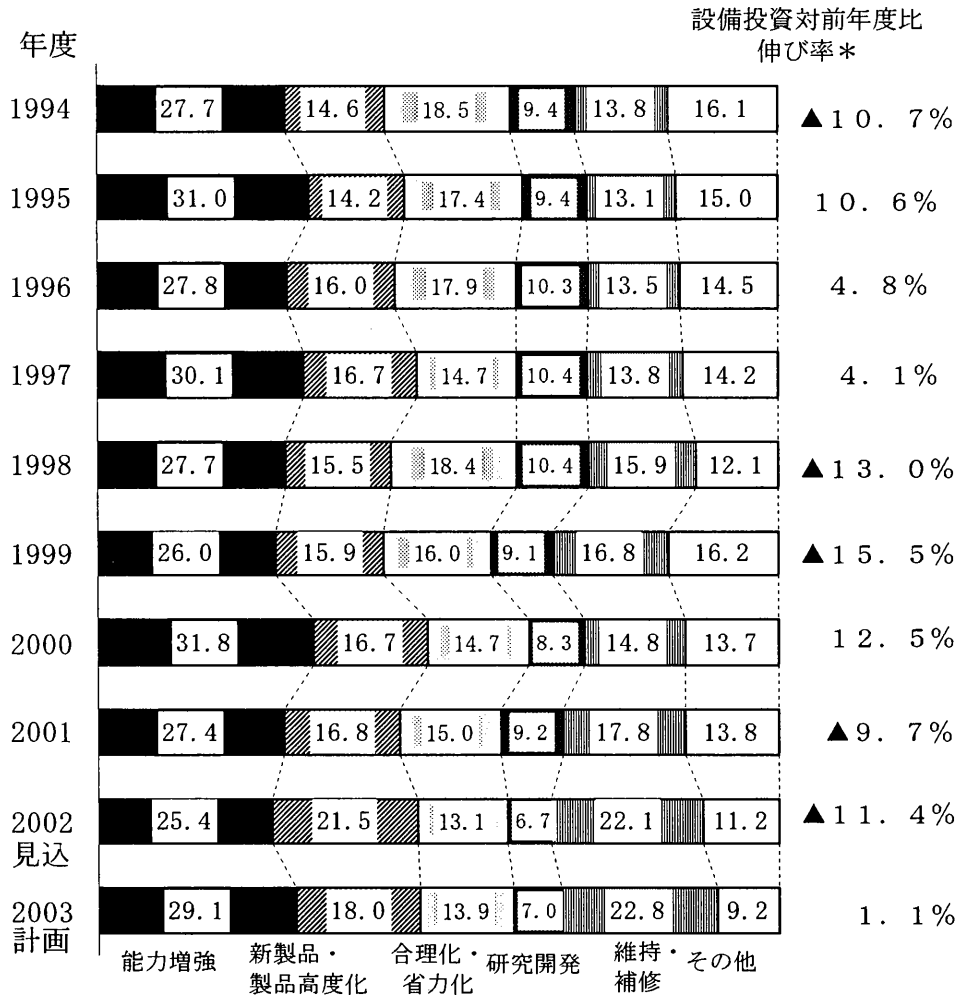 設備投資対前年度比
伸び率＊
年度
1994 27.7 14.6 18.5 9.4 13.8 16.1 ▲10.7%
1995 31.0 14.2 17.4 9.4 13.1 15.0 10.6%
1996 27.8 16.0 17.9 10.3 13.5 14.5 4.8%
1997 30.1 16.7 14.7 10.4 13.8 14.2 4.1%
1998 27.7 15.5 18.4 10.4 15.9 12.1 ▲13.0%
1999 26.0 15.9 16.0 9.1 16.8 16.2 ▲15.5%
2000 31.8 16.7 14.7 8.3 14.8 13.7 12.5%
2001 27.4 16.8 15.0 9.2 17.8 13.8 ▲9.7%
2002 25.4 21.5 13.1 6.7 22.1 11.2 ▲11.4%
見込
2003 29.1 18.0 13.9 7.0 22.8 9.2 1.1%
計画
能力増強 新製品・ 合理化・ 研究開発 維持・ その他
製品高度化 省力化 補修